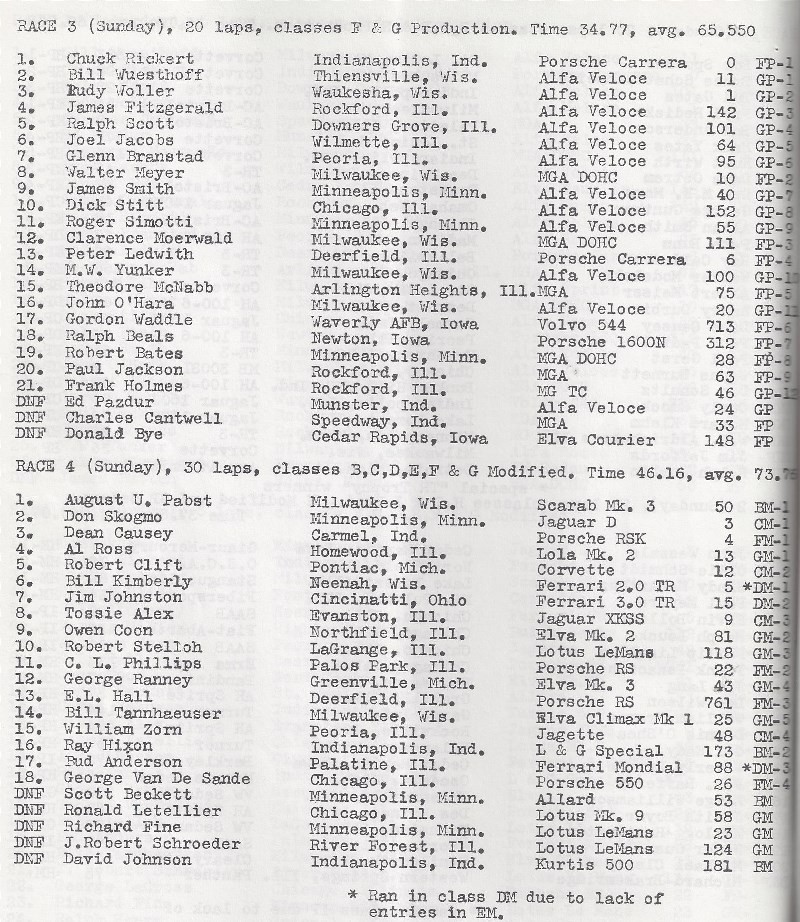 RACE 3 (Sunday), 20 laps, classes F & G Production. Time 34.77, avg. 65.550
1. Chuck Rickert Indianapolis, Ind. Porsche Carrera 0 FP-1
2. Bill Wuesthoff Thiensville, Wis. Alfa Veloce 11 GP-1
3. Rudy Woller Waukesha, Wis. Alfa Veloce 1 GP-2
4. James Fitzgerald Rockford, Ill. Alfa Veloce 142 GP-3
5. Ralph Scott Downers Grove, Ill. Alfa Veloce 101 GP-4
6. Joel Jacobs Wilmette, Ill. Alfa Veloce 64 GP-5
7. Glenn Branstad Peoria, Ill. Alfa Veloce 95 GP-6
8. Walter Meyer Milwaukee, Wis. MGA DOHC 10 FP-2
9. James Smith Minneapolis, Minn. Alfa Veloce 40 GP-7
10. Dick Stitt Chicago, Ill. Alfa Veloce 152 GP-8
11. Roger Simotti Minneapolis, Minn. Alfa Veloce 55 GP-9
12. Clarence Moerwald Milwaukee, Wis. MGA DOHC 111 FP-3
13. Peter Ledwith Deerfield, Ill. Porsche Carrera 6 FP-4
14. M.W. Yunker Milwaukee, Wis. Alfa Veloce 100
15. Theodore McNabb Arlington Heights, Ill. MGA 75 FP-5
16. John O'Hara Milwaukee, Wis. Alfa Veloce 20
17. Gordon Waddle Waverly AFB, Iowa Volvo 544 713 FP-6
18. Ralph Beals Newton, Iowa Porsche 1600N 312 FP-7
19. Robert Bates Minneapolis, Minn. MGA DOHC 28 FP-8
20. Paul Jackson Rockford, Ill. MGA 63 FP-9
21. Frank Holmes Rockford, Ill. MG TC 46
DNF Ed Pazdur Munster, Ind. Alfa Veloce 24 GP
DNF Charles Cantwell Speedway, Ind. MGA 33 FP
DNF Donald Bye Cedar Rapids, Iowa Elva Courier 148 FP
RACE 4 (Sunday), 30 laps, classes B,C,D,E,F & G Modified. Time 46.16, avg.
1. August U. Pabst Milwaukee, Wis. Scarab Mk. 3 50 BM-1
2. Don Skogmo Minneapolis, Minn. Jaguar D 3 CM-1
3. Dean Causey Carmel, Ind. Porsche RSK 4 FM-1
4. Al Ross Homewood, Ill. Lola Mk. 2 13 GM-1
5. Robert Clift Pontiac, Mich. Corvette 12 CM-2
6. Bill Kimberly Neenah, Wis. Ferrari 2.0 TR 5 *DM-1
7. Jim Johnston Cincinatti, Ohio Ferrari 3.0 TR 15 DM-2
8. Tossie Alex Evanston, Ill. Jaguar XKSS 9 CM-3
9. Owen Coon Northfield, Ill. Elva Mk. 2 81 GM-2
10. Robert Stelloh LaGrange, Ill. Lotus LeMans 118 GM-3
11. C. L. Phillips Palos Park, Ill. Porsche RS 22 FM-2
12. George Ranney Greenville, Mich. Elva Mk. 3 43 GM-4
13. E.L. Hall Deerfield, Ill. Porsche RS 761 FM-3
14. Bill Tannhaeuser Milwaukee, Wis. Elva Climax Mk 1 25 GM-5
15. William Zorn Peoria, Ill. Jagette 48 CM-4
16. Ray Hixon Indianapolis, Ind. L & G Special 173 BM-2
17. Bud Anderson Palatine, Ill. Ferrari Mondial 88 *DM-3
18. George Van De Sande Chicago, Ill. Porsche 550 26 FM-4
DNF Scott Beckett Minneapolis, Minn. Allard 53 BM
DNF Ronald Letellier Chicago, Ill. Lotus Mk. 9 58 GM
DNF Richard Fine Minneapolis, Minn. Lotus LeMans 23 GM
DNF J.Robert Schroeder River Forest, Ill. Lotus LeMans 124 GM
DNF David Johnson Indianapolis, Ind. Kurtis 500 181 BM
* Ran in class DM due to lack of
entries in EM.